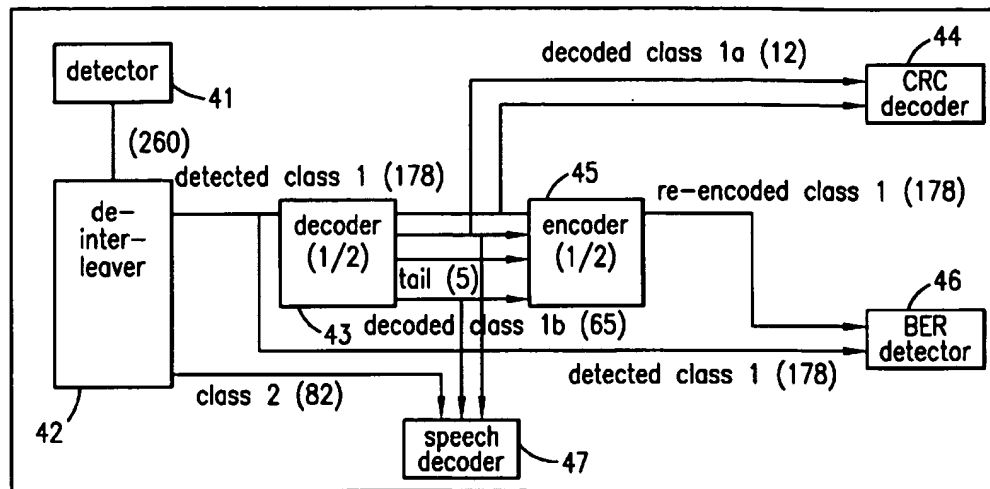 detector
41
(260)
decoded class 1a (12)
44
CRC
decoder
detected class 1 (178)
de-
inter-
leaver
42
decoder
(1/2)
43
tail (5)
decoded class 1b (65)
45
encoder
(1/2)
re-encoded class 1 (178)
46
BER
detector
detected class 1 (178)
class 2 (82)
speech
decoder
47